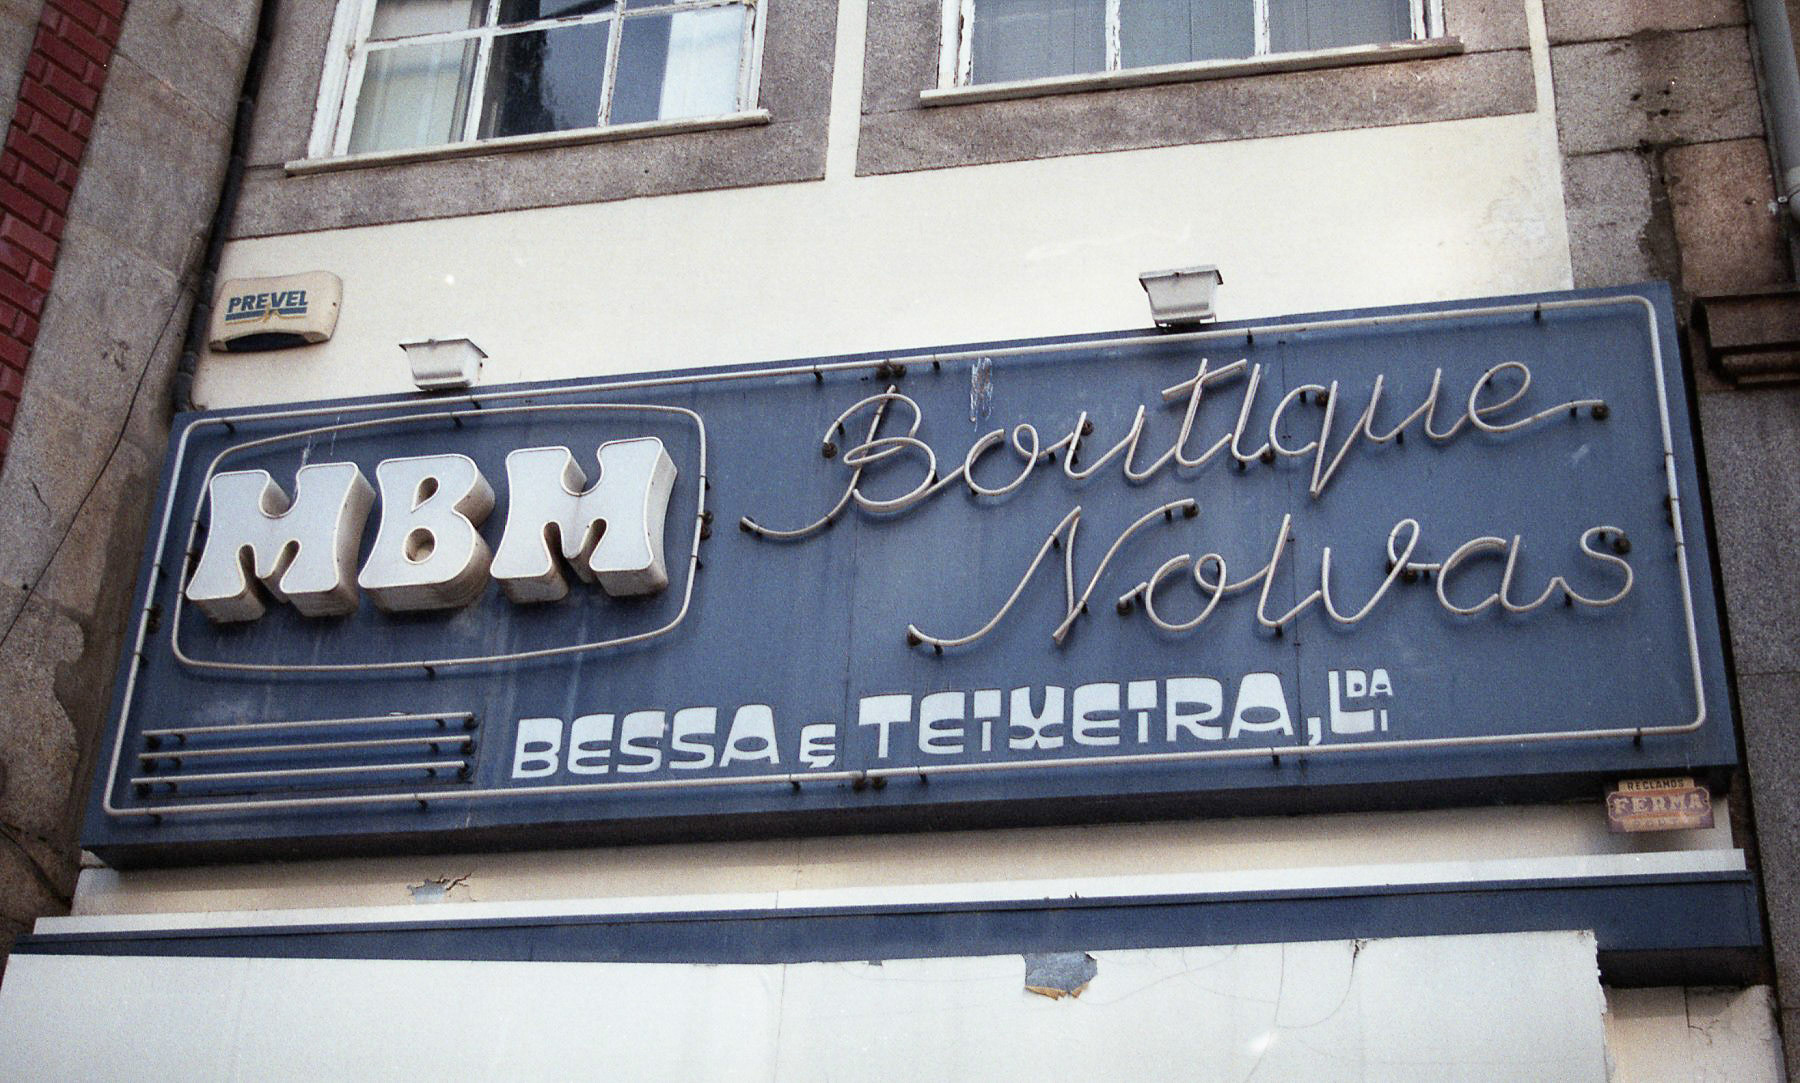 PREVEL
MBM
Boutique
Noivas
BESSA E TEIXEIRA, LDA
RECLAMOS
FERMA